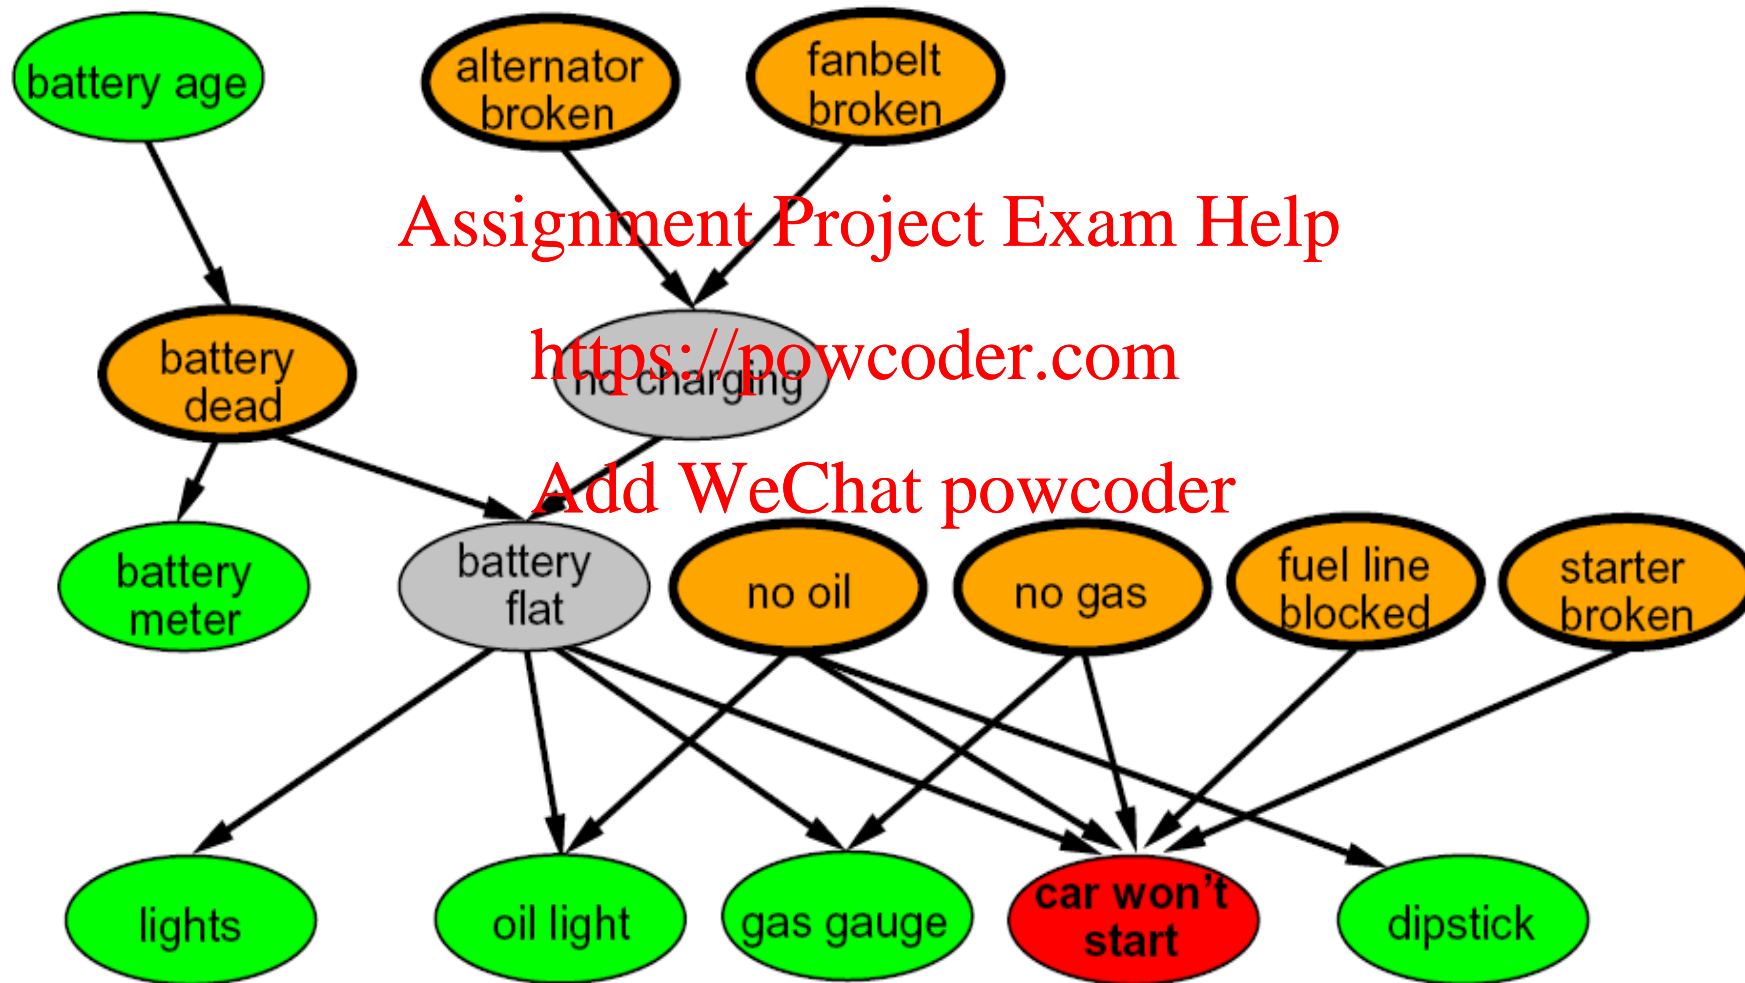 battery age
alternator
broken
fanbelt
broken
Assignment Project Exam Help
battery
dead
https://powcoder.com
no charging
Add WeChat powcoder
battery
meter
battery
flat
no oil
no gas
fuel line
blocked
starter
broken
lights
oil light
gas gauge
car won't
start
dipstick